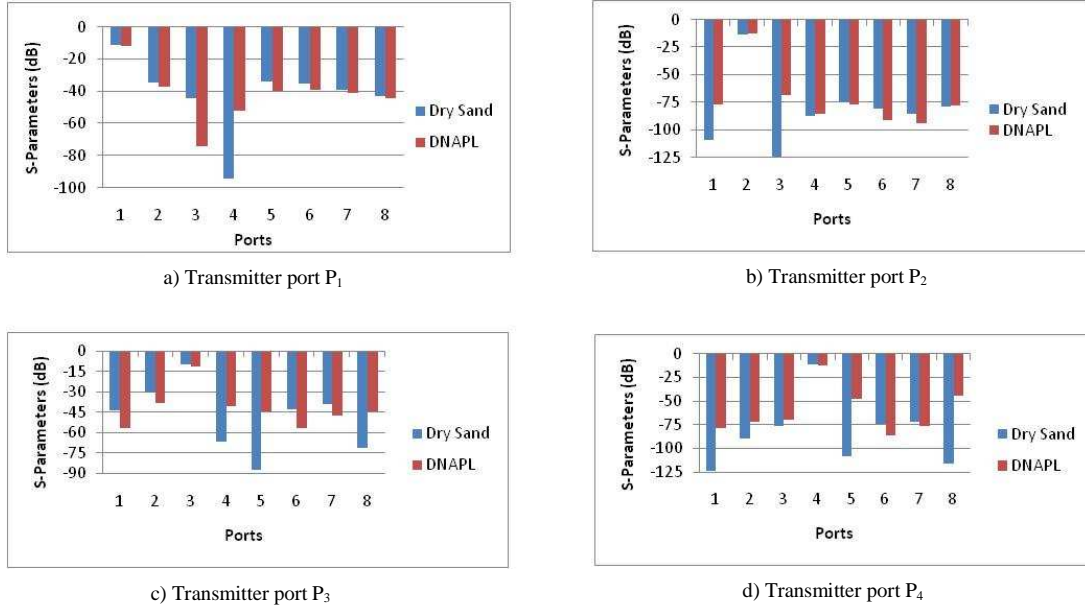 0
-20
-40
-60
-80
-100
S-Parameters (dB)
1 2 3 4 5 6 7 8
Ports
Dry Sand
DNAPL
a) Transmitter port P1
0
-25
-50
-75
-100
-125
S-Parameters (dB)
1 2 3 4 5 6 7 8
Ports
Dry Sand
DNAPL
b) Transmitter port P2
0
-15
-30
-45
-60
-75
-90
S-Parameters (dB)
1 2 3 4 5 6 7 8
Ports
Dry Sand
DNAPL
c) Transmitter port P3
0
-25
-50
-75
-100
-125
S-Parameters (dB)
1 2 3 4 5 6 7 8
Ports
Dry Sand
DNAPL
d) Transmitter port P4